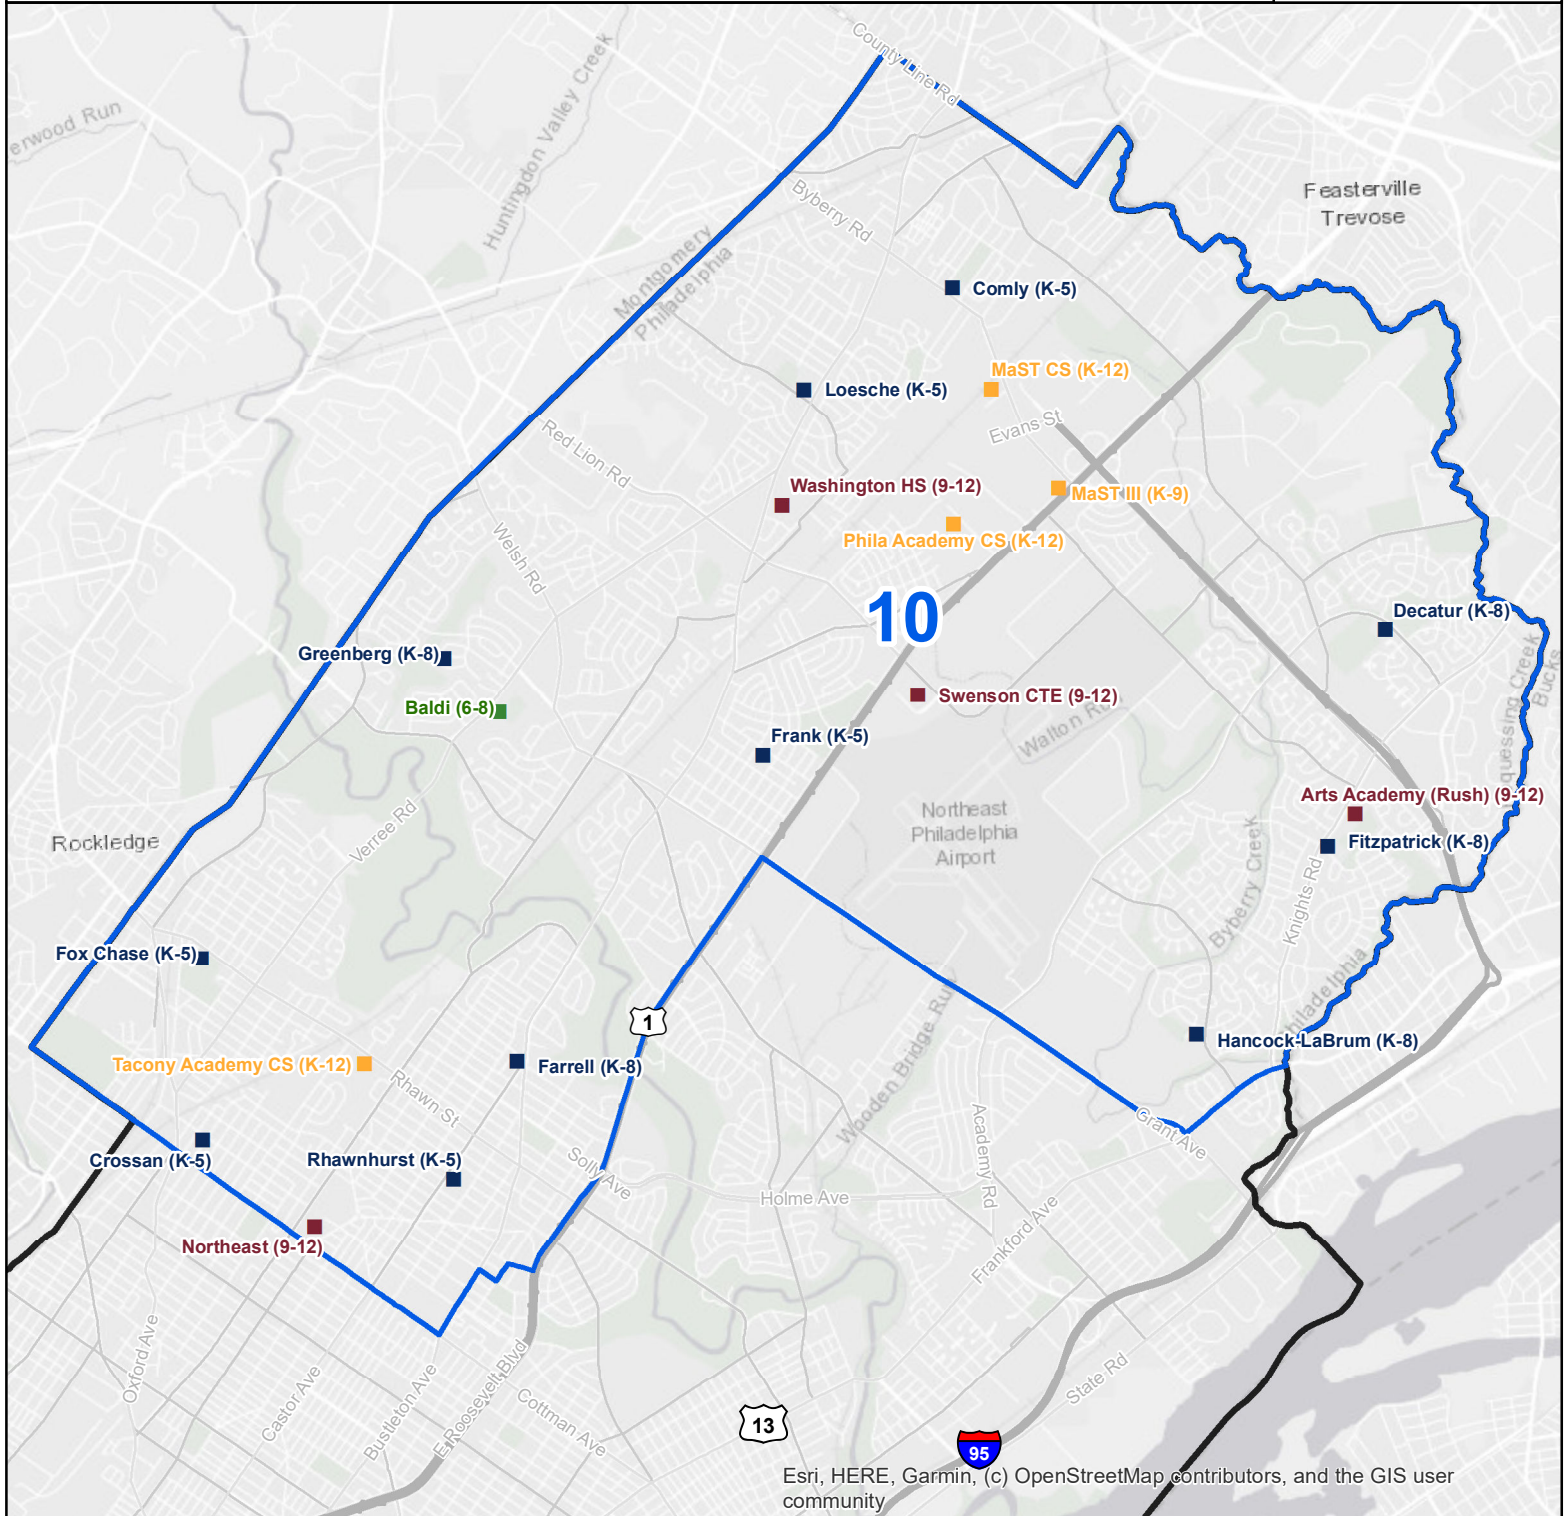 County Line Rd
erwood Run
Huntingdon Valley Creek
Feasterville
Trevose
Byberry Rd
Montgomery
Philadelphia
Comly (K-5)
MaST CS (K-12)
Loesche (K-5)
Evans St
Red Lion Rd
Washington HS (9-12)
MaST III (K-9)
Phila Academy CS (K-12)
Welsh Rd
10
Decatur (K-8)
Greenberg (K-8)
Baldi (6-8)
Swenson CTE (9-12)
Walton Run
Frank (K-5)
quessing Creek
Bucks
Arts Academy (Rush) (9-12)
Northeast
Philadelphia
Airport
Rockledge
Verree Rd
Fitzpatrick (K-8)
Byberry Creek
Knights Rd
Fox Chase (K-5)
Philadelphia
1
Wooden Bridge Run
Hancock-LaBrum (K-8)
Tacony Academy CS (K-12)
Farrell (K-8)
Rhawn St
Grant Ave
Academy Rd
Crossan (K-5)
Rhawnhurst (K-5)
Solly Ave
Holme Ave
Northeast (9-12)
Frankford Ave
Oxford Ave
Castor Ave
Bustleton Ave
E Roosevelt Blvd
Cottman Ave
State Rd
13
95
Esri, HERE, Garmin, (c) OpenStreetMap contributors, and the GIS user
community